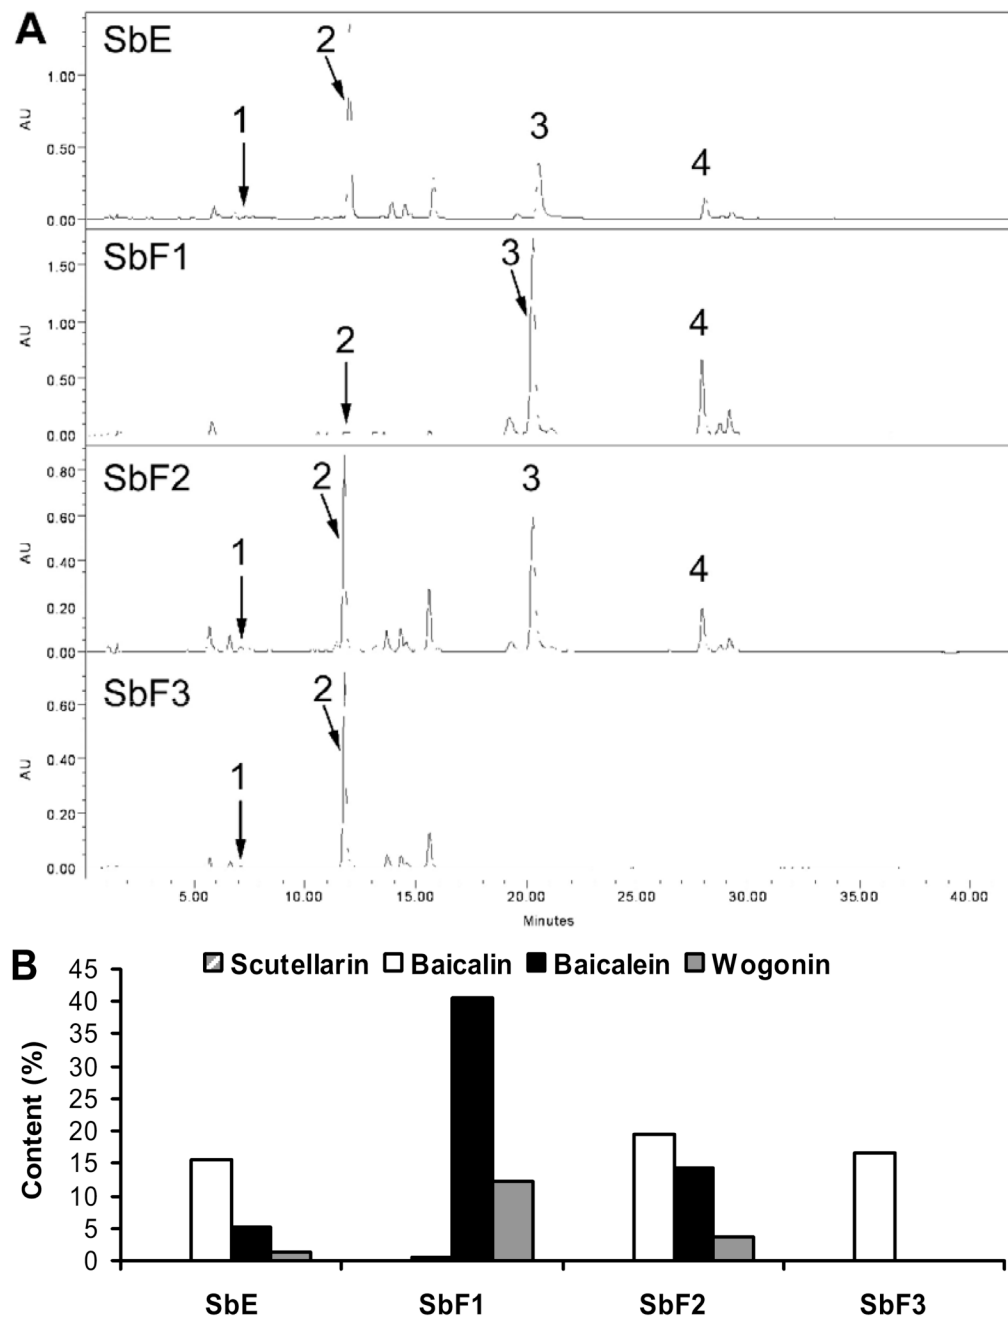 A
SbE
2
1
3
4
AU
1.00
0.50
0.00
SbF1
3
2
4
AU
1.50
1.00
0.50
0.00
SbF2
2
3
1
4
AU
0.80
0.60
0.40
0.20
0.00
SbF3
2
1
AU
0.60
0.40
0.20
0.00
5.00 10.00 15.00 20.00 25.00 30.00 35.00 40.00
Minutes
B
Scutellarin Baicalin Baicalein Wogonin
Content (%)
45
40
35
30
25
20
15
10
5
0
SbE SbF1 SbF2 SbF3